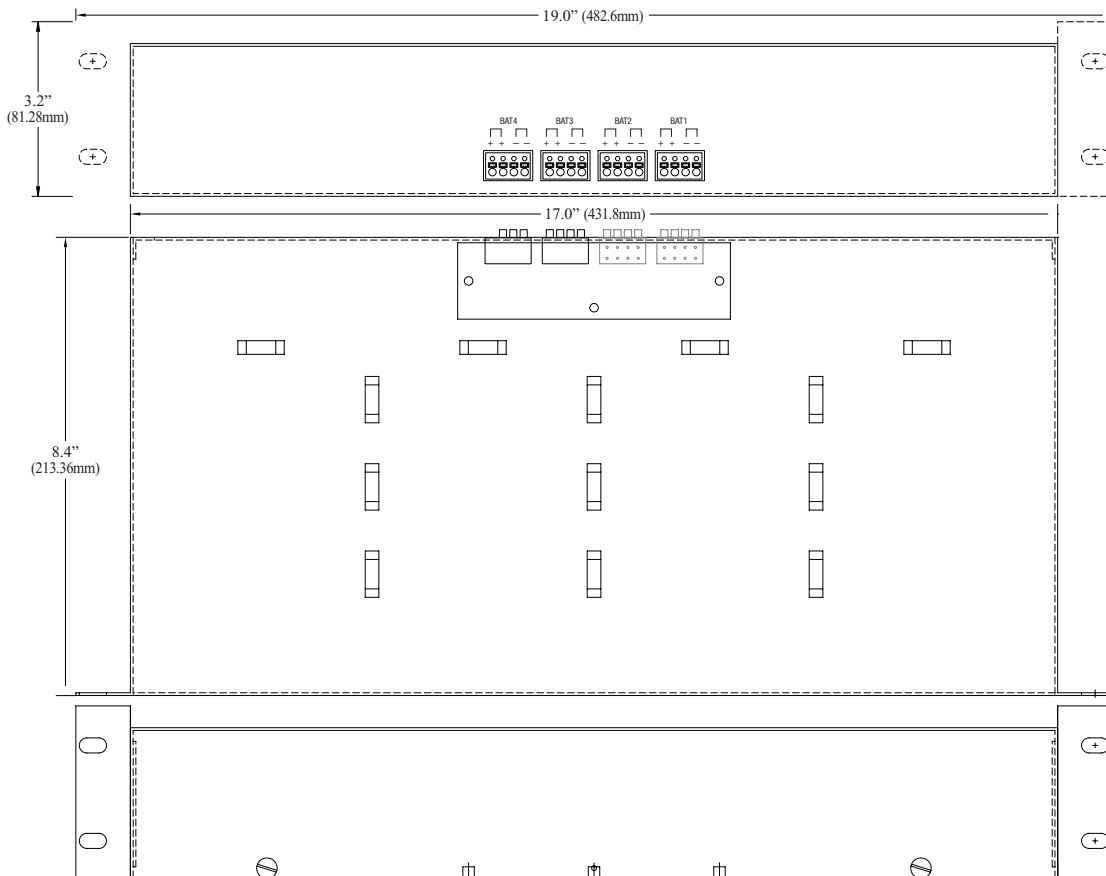 19.0” (482.6mm)
3.2”
(81.28mm)
BAT4 BAT3 BAT2 BAT1
+ + − − + + − − + + − − + + − −
17.0” (431.8mm)
8.4”
(213.36mm)